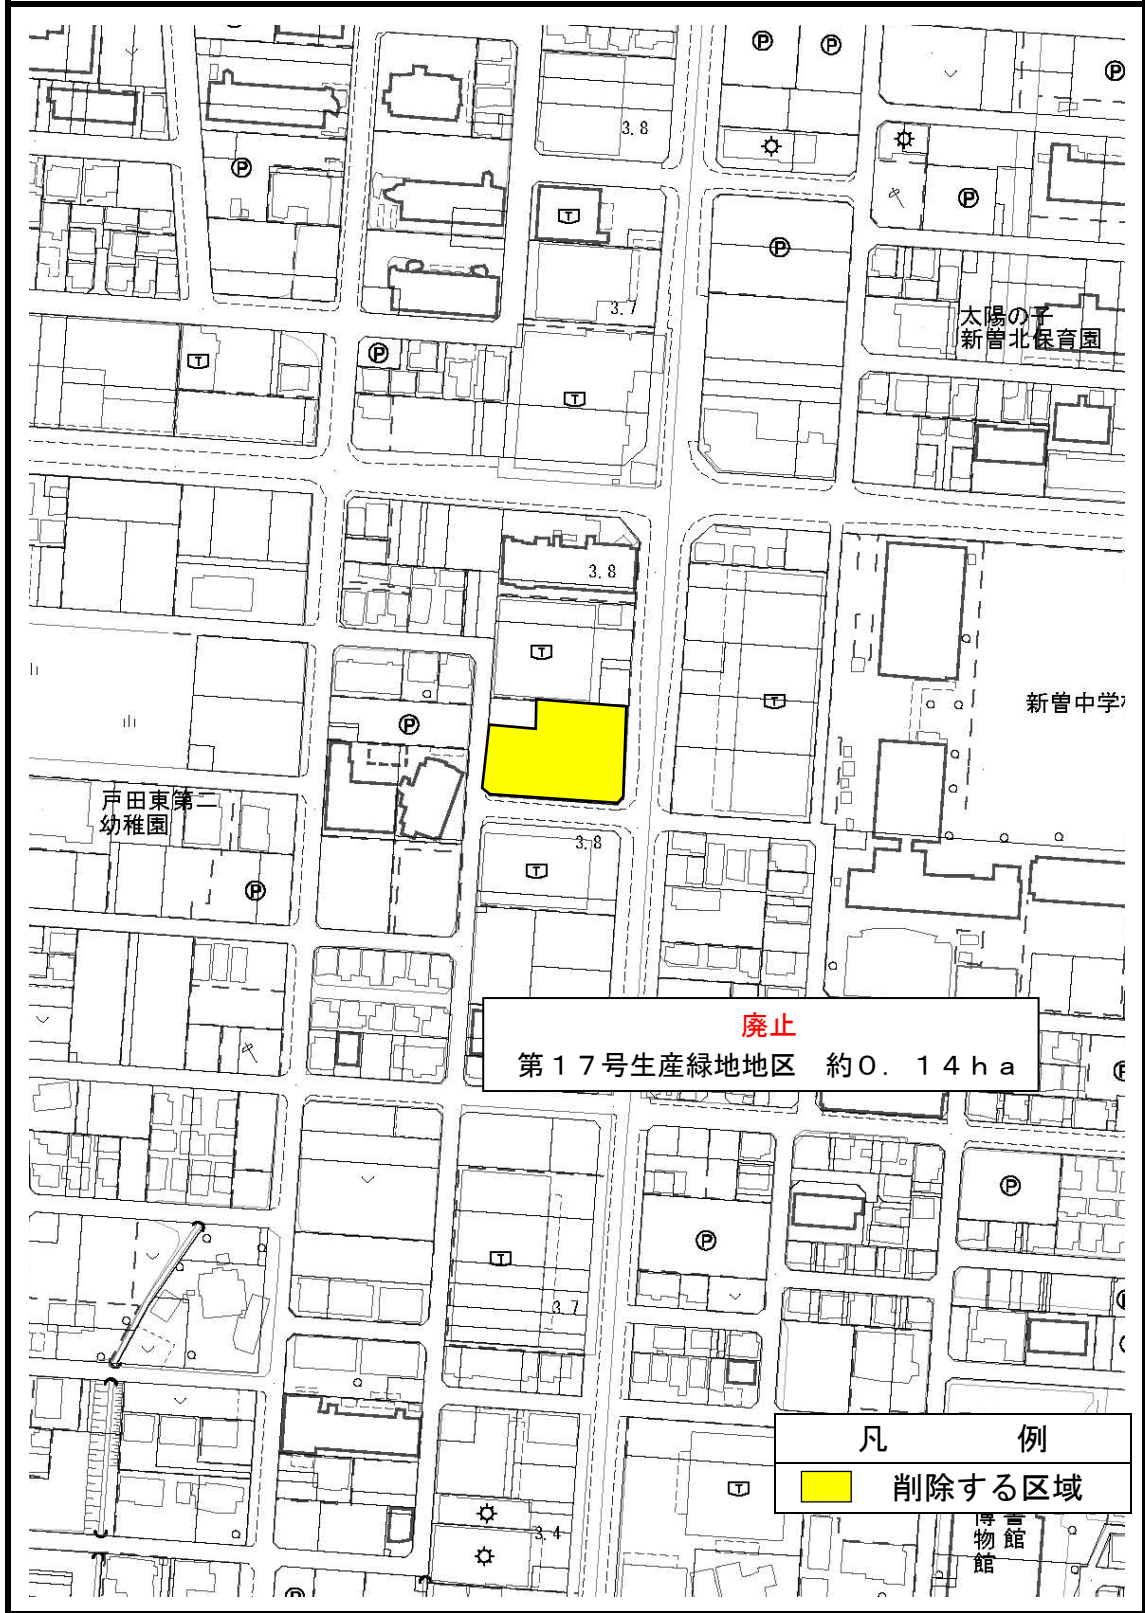 3.8
3.7
太陽の子
新曽北保育園
3.8
新曽中学
戸田東第二
幼稚園
3.8
廃止
第１７号生産緑地地区　約０．１４ｈａ
3.7
凡　例
削除する区域
3.4
書館
博物館